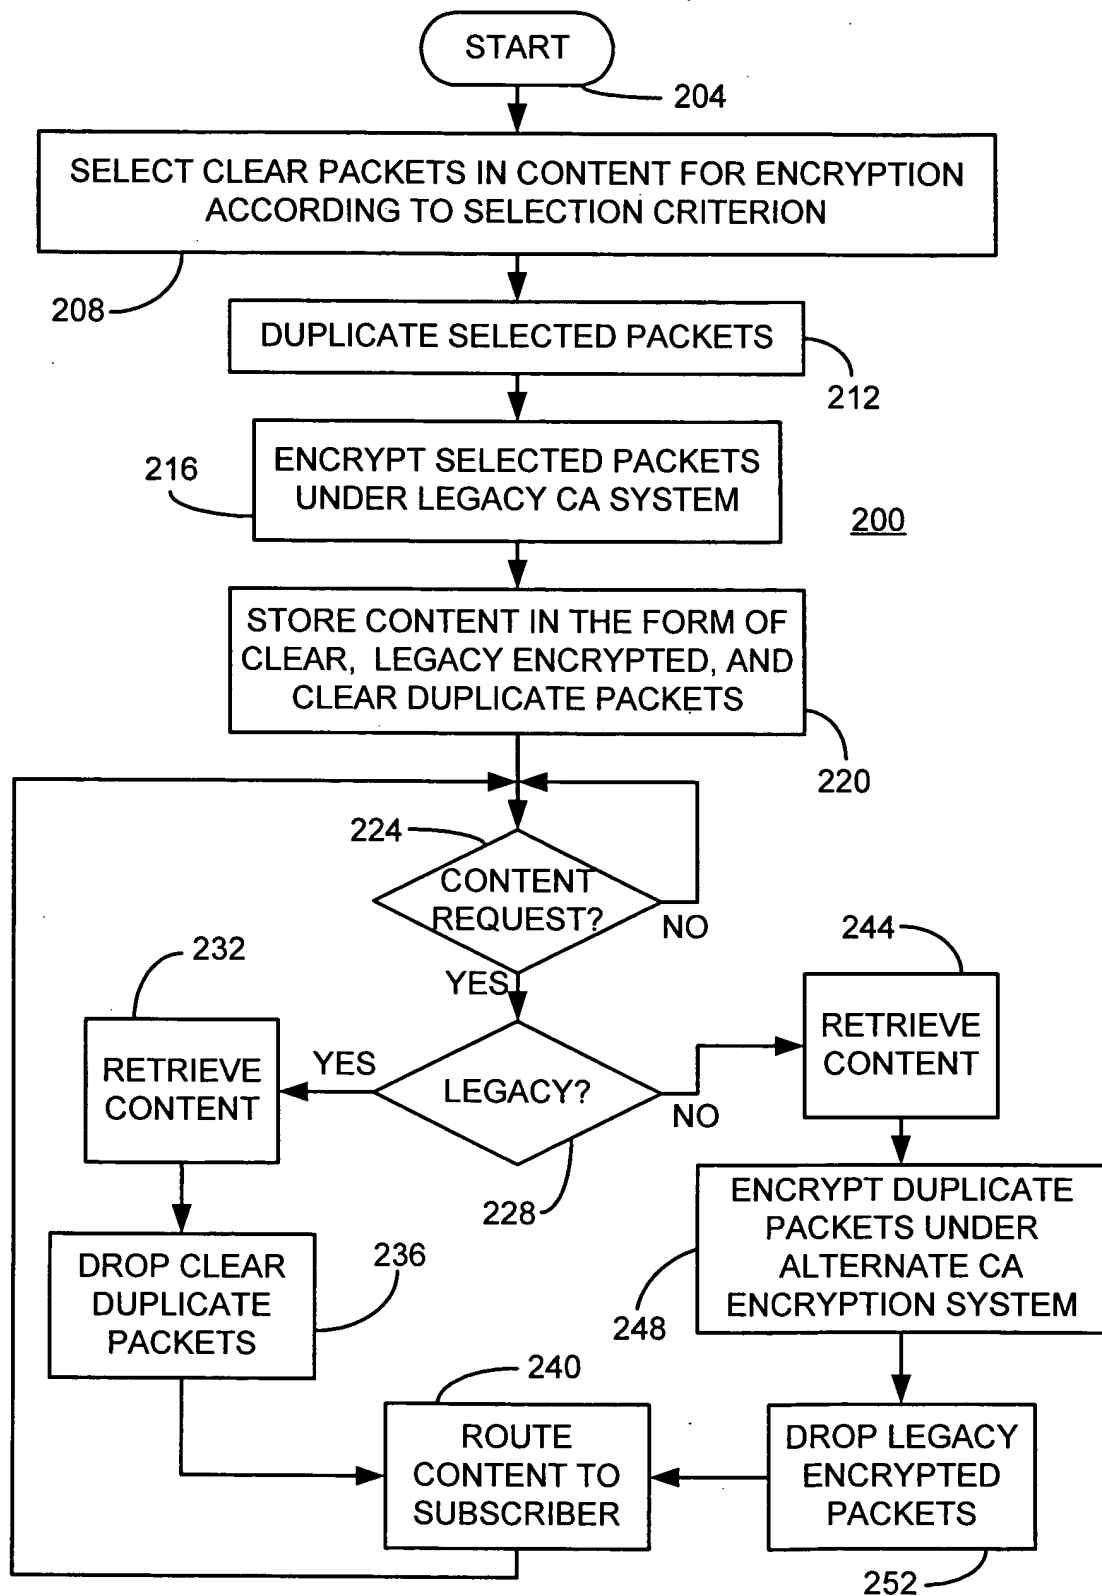 START
204
SELECT CLEAR PACKETS IN CONTENT FOR ENCRYPTION
ACCORDING TO SELECTION CRITERION
208
DUPLICATE SELECTED PACKETS
212
216
ENCRYPT SELECTED PACKETS
UNDER LEGACY CA SYSTEM
200
STORE CONTENT IN THE FORM OF
CLEAR, LEGACY ENCRYPTED, AND
CLEAR DUPLICATE PACKETS
220
224
CONTENT
REQUEST?
NO
YES
232
244
RETRIEVE
CONTENT
YES
LEGACY?
NO
RETRIEVE
CONTENT
228
DROP CLEAR
DUPLICATE
PACKETS
236
ENCRYPT DUPLICATE
PACKETS UNDER
ALTERNATE CA
ENCRYPTION SYSTEM
248
240
ROUTE
CONTENT TO
SUBSCRIBER
DROP LEGACY
ENCRYPTED
PACKETS
252